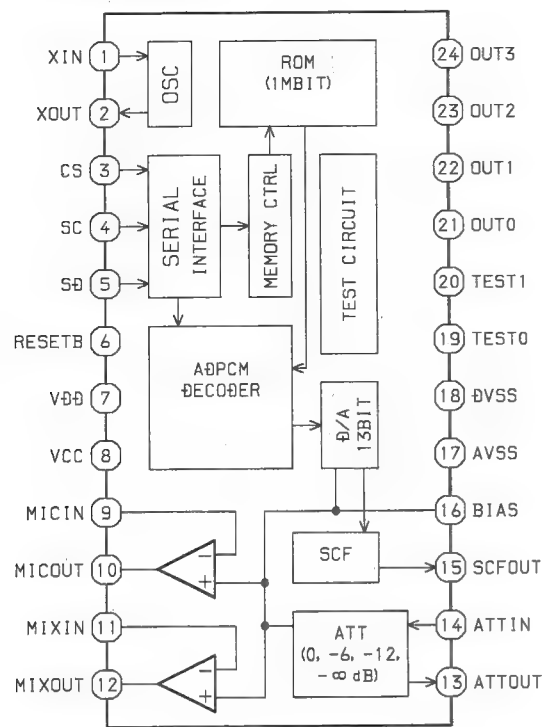 XIN
1
XOUT
2
CS
3
SC
4
SD
5
RESETB
6
VDD
7
VCC
8
MICIN
9
MICOUT
10
MIXIN
11
MIXOUT
12
OSC
ROM
(1MBIT)
SERIAL
INTERFACE
MEMORY CTRL
TEST CIRCUIT
ADPCM
DECODER
D/A
13BIT
SCF
ATT
(0, -6, -12,
-∞ dB)
-
+
-
+
24
OUT3
23
OUT2
22
OUT1
21
OUT0
20
TEST1
19
TEST0
18
DVSS
17
AVSS
16
BIAS
15
SCFOUT
14
ATTIN
13
ATTOUT